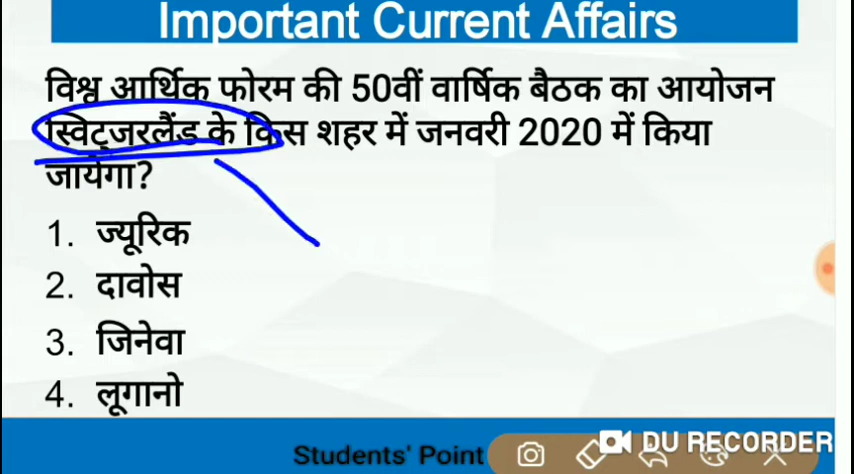 Important Current Affairs
विश्व आर्थिक फोरम की 50वीं वार्षिक बैठक का आयोजन
स्विट्जरलैंड के किस शहर में जनवरी 2020 में किया
जायेगा?
1. ज्यूरिक
2. दावोस
3. जिनेवा
4. लूगानो
Students' Point
DU RECORDER